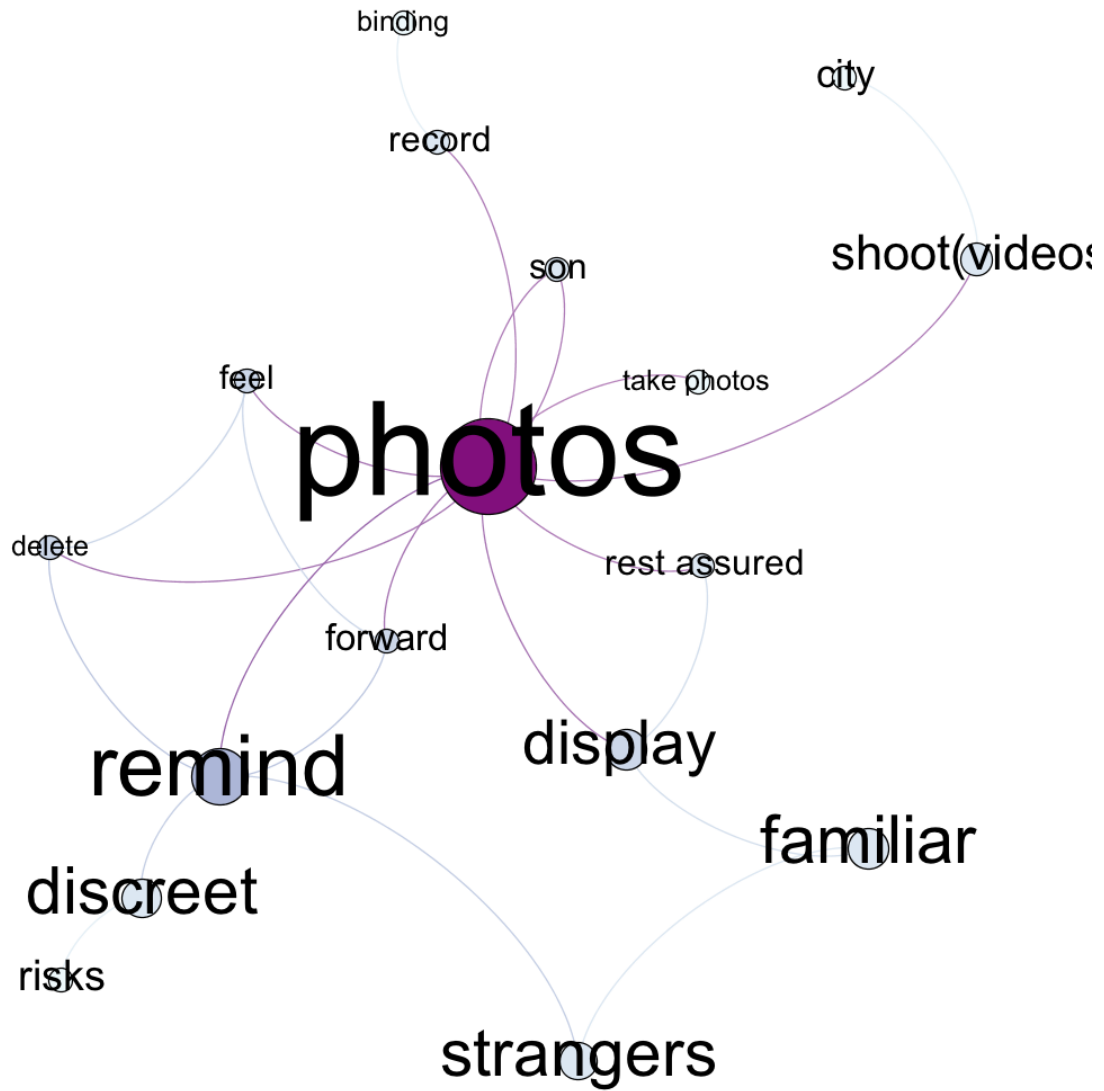 binding
city
record
shoot(videos
son
feel
take photos
photos
delete
rest assured
forward
remind
display
familiar
discreet
risks
strangers